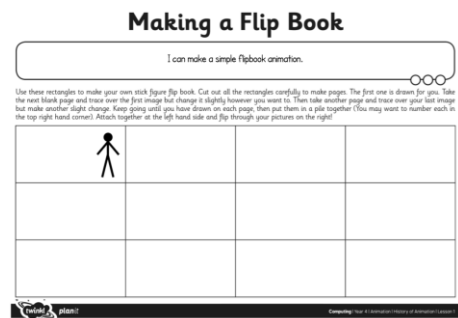 Making a Flip Book
I can make a simple flipbook animation.
Use these rectangles to make your own stick figure flip book. Cut out all the rectangles carefully to make pages. The first one is drawn for you. Take
the next blank page and trace over the first image but change it slightly however you want to. Then take another page and trace over your last image
but make another slight change. Keep going until you have drawn on each page, then put them in a pile together (You may want to number each in
the top right hand corner). Attach together at the left hand side and flip through your pictures on the right!
twinkl planit
Computing | Year 4 | Animation | History of Animation | Lesson 1